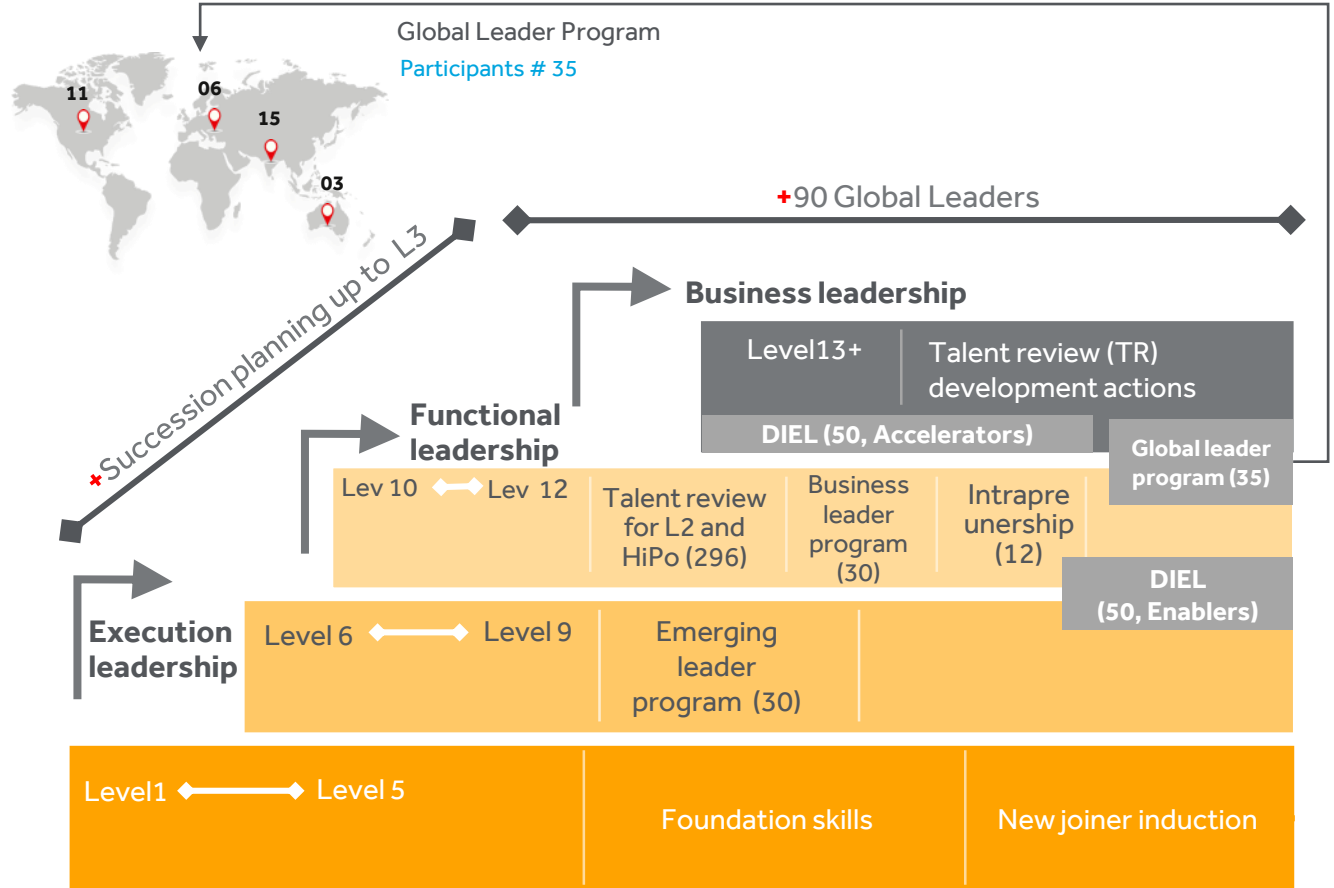 Global Leader Program
Participants # 35
11
06
15
03
+90 Global Leaders
+Succession planning up to L3
Business leadership
Level13+
Talent review (TR)
development actions
DIEL (50, Accelerators)
Global leader
program (35)
Functional
leadership
Lev 10
Lev 12
Talent review
for L2 and
HiPo (296)
Business
leader
program
(30)
Intrapre
unership
(12)
DIEL
(50, Enablers)
Execution
leadership
Level 6
Level 9
Emerging
leader
program (30)
Level1
Level 5
Foundation skills
New joiner induction